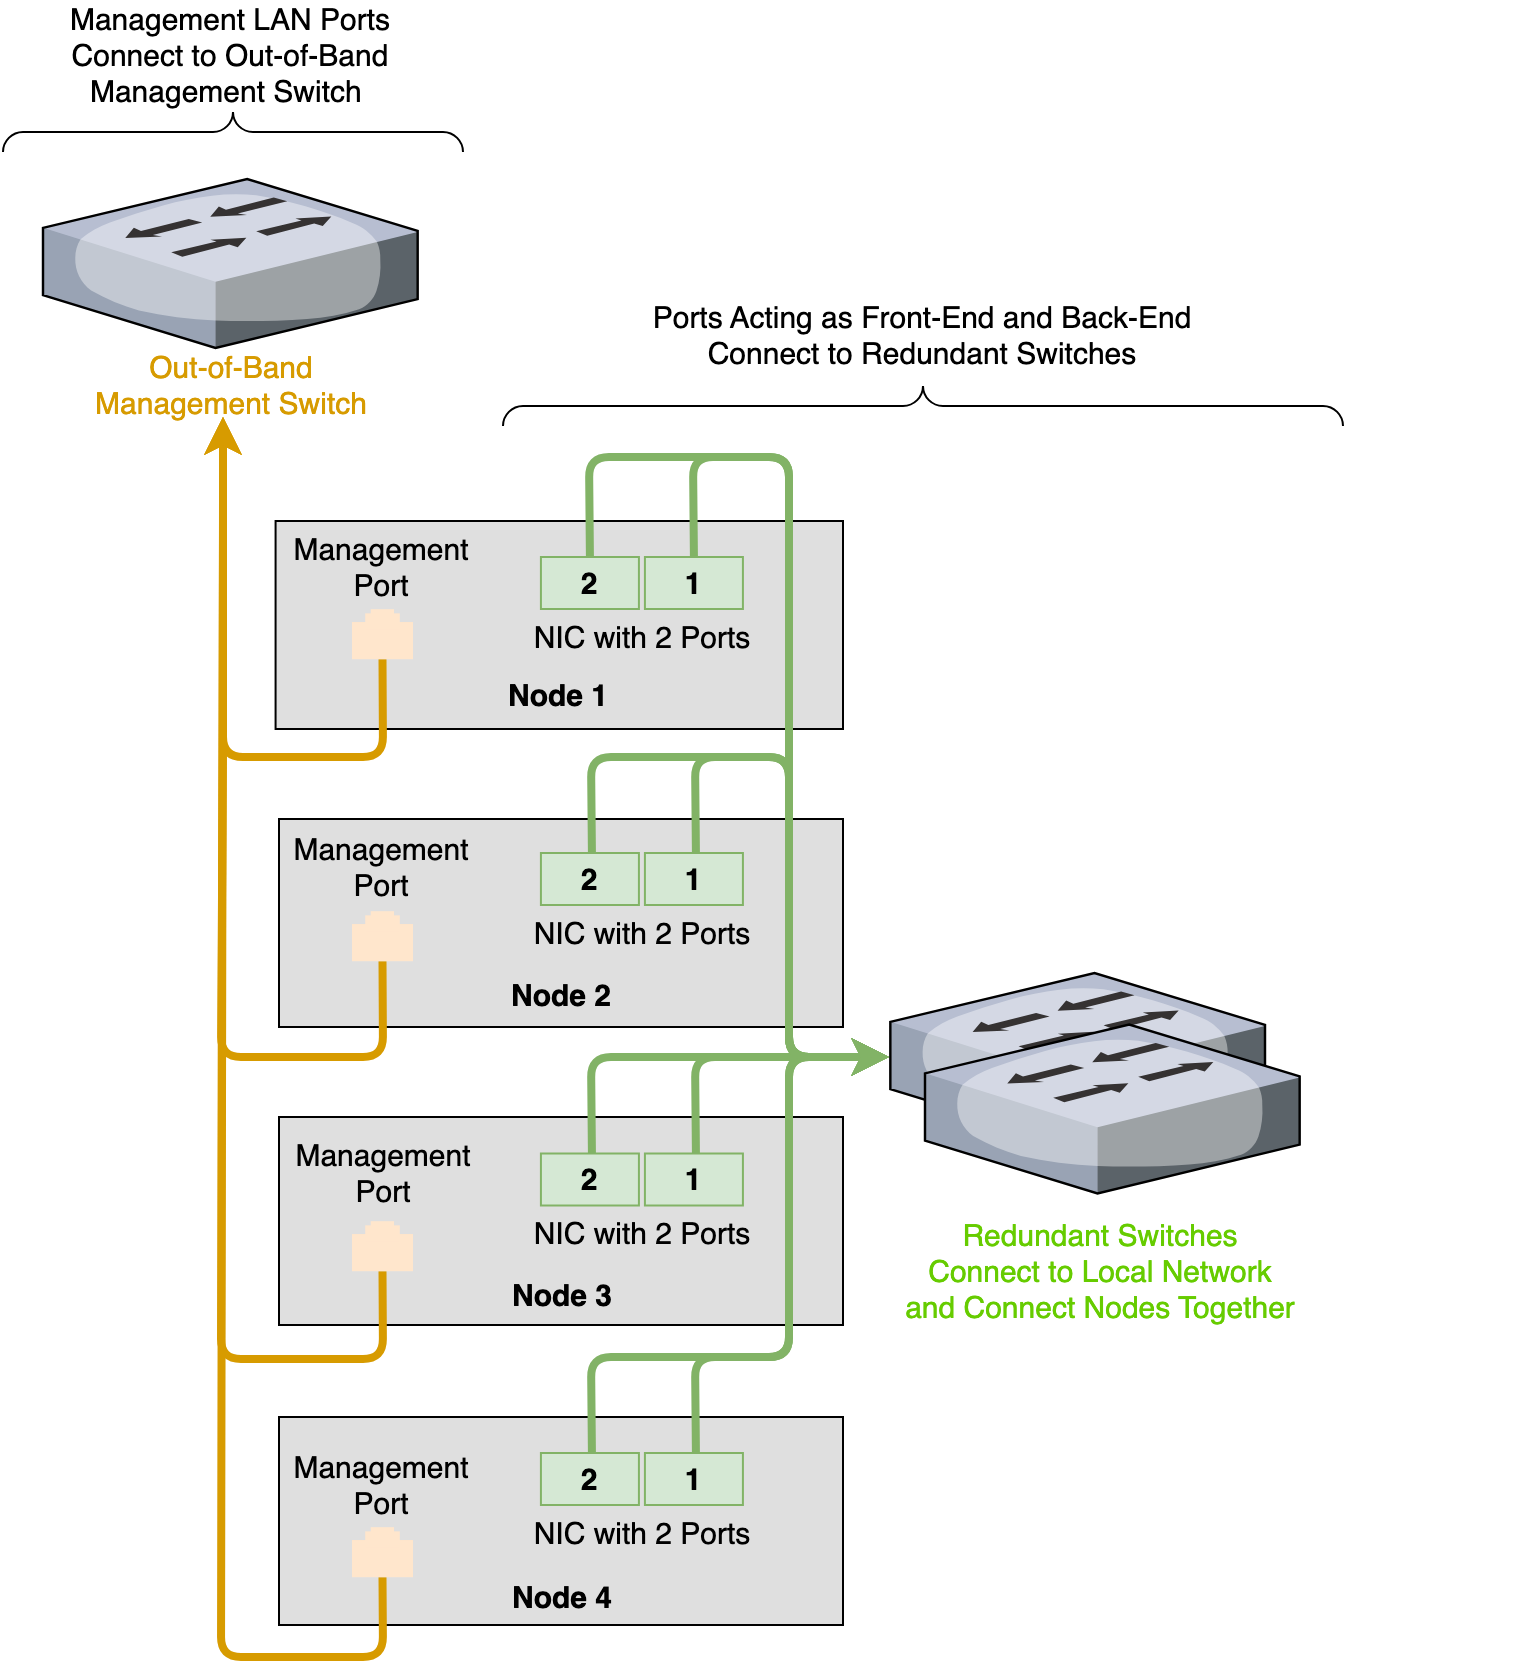 Management LAN Ports
Connect to Out-of-Band
Management Switch
Out-of-Band
Management Switch
Ports Acting as Front-End and Back-End
Connect to Redundant Switches
Management
Port
2
1
NIC with 2 Ports
Node 1
Management
Port
2
1
NIC with 2 Ports
Node 2
Management
Port
2
1
NIC with 2 Ports
Node 3
Redundant Switches
Connect to Local Network
and Connect Nodes Together
Management
Port
2
1
NIC with 2 Ports
Node 4